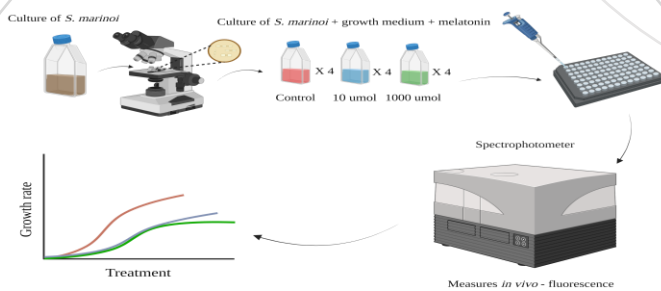 Culture of S. marinoi
Culture of S. marinoi + growth medium + melatonin
X 4
X 4
X 4
Control
10 umol
1000 umol
Spectrophotometer
Measures in vivo - fluorescence
Growth rate
Treatment